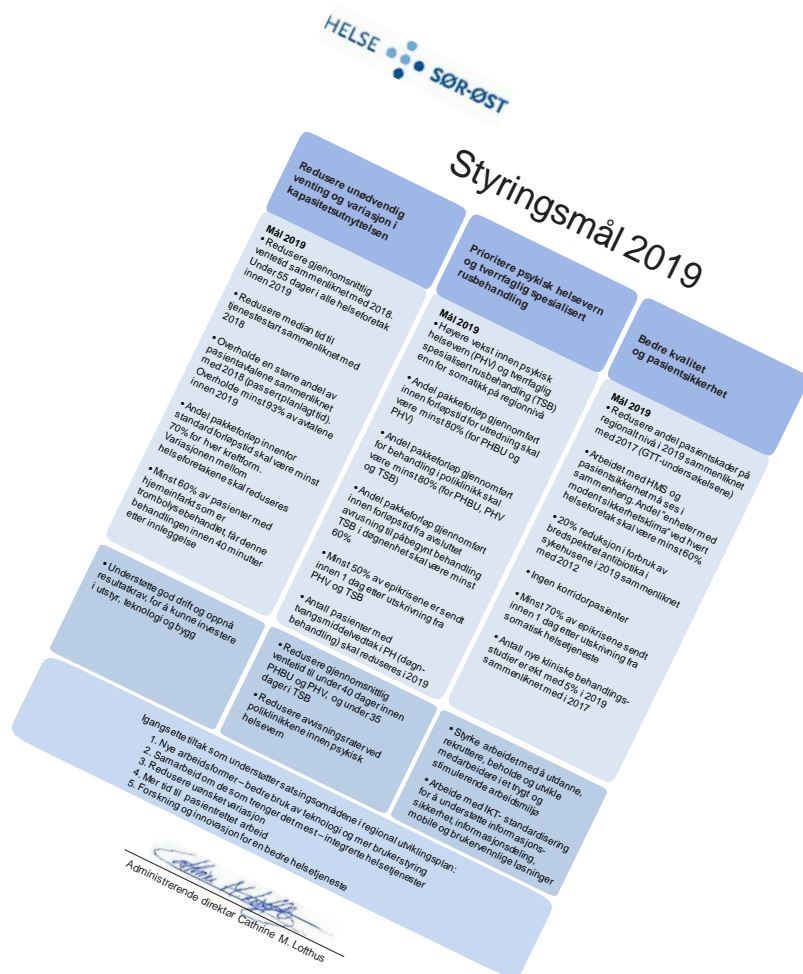 HELSE SØR-ØST
Styringsmål 2019
Redusere unødvendig
venting og variasjon i
kapasitetsutnyttelsen
Mål 2019
• Redusere gjennomsnittlig
ventetid sammenliknet med 2018.
Under 55 dager i alle helseforetak
innen 2019
• Redusere median tid til
tjenestestart sammenliknet med
2018
• Overholde en større andel av
pasientavtalene sammenliknet
med 2018 (passert planlagt tid).
Overholde minst 93% av avtalene
innen 2019
• Andel pakkeforløp innenfor
standard forløpstid skal være minst
70% for hver kreftform.
Variasjonen mellom
helseforetakene skal reduseres
• Minst 60% av pasienter med
hjerneinfarkt som er
trombolysebehandlet, får denne
behandlingen innen 40 minutter
etter innleggelse
Prioritere psykisk helsevern
og tverrfaglig spesialisert
rusbehandling
Mål 2019
• Høyere vekst innen psykisk
helsevern (PHV) og tverrfaglig
spesialisert rusbehandling (TSB)
enn for somatikk på regionnivå
• Andel pakkeforløp gjennomført
innen forløpstid for utredning skal
være minst 80% (for PHBU og
PHV)
• Andel pakkeforløp gjennomført
for behandling i poliklinikk skal
være minst 80% (for PHBU, PHV
og TSB)
• Andel pakkeforløp gjennomført
innen forløpstid fra avsluttet
avrusning til påbegynt behandling
TSB i døgnenhet skal være minst
60%
• Minst 50% av epikrisene er sendt
innen 1 dag etter utskrivning fra
PHV og TSB
• Antall pasienter med
tvangsmiddelvedtak i PH (døgn-
behandling) skal reduseres i 2019
Bedre kvalitet
og pasientsikkerhet
Mål 2019
• Redusere andel pasientskader på
regionalt nivå i 2019 sammenliknet
med 2017 (GTT-undersøkelsene)
• Arbeidet med HMS og
pasientsikkerhet må ses i
sammenheng. Andel "enheter med
modent sikkerhetsklima" ved hvert
helseforetak skal være minst 60%
• 20% reduksjon i forbruk av
bredspektret antibiotika i
sykehusene i 2019 sammenliknet
med 2012
• Ingen korridorpasienter
• Minst 70% av epikrisene sendt
innen 1 dag etter utskrivning fra
somatisk helsetjeneste
• Antall nye kliniske behandlings-
studier er økt med 5% i 2019
sammenliknet med i 2017
• Understøtte god drift og oppnå
resultatkrav, for å kunne investere
i utstyr, teknologi og bygg
• Redusere gjennomsnittlig
ventetid til under 40 dager innen
PHBU og PHV, og under 35
dager i TSB
• Redusere avvisningsrater ved
poliklinikkene innen psykisk
helsevern
• Styrke arbeidet med å utdanne,
rekruttere, beholde og utvikle
medarbeidere i et trygt og
stimulerende arbeidsmiljø
• Arbeide med IKT- standardisering
for å understøtte informasjons-
sikkerhet, informasjonsdeling,
mobile og brukervennlige løsninger
Igangsette tiltak som understøtter satsingsområdene i regional utviklingsplan:
1. Nye arbeidsformer – bedre bruk av teknologi og mer brukerstyring
2. Samarbeid om de som trenger det mest – integrerte helsetjenester
3. Redusere uønsket variasjon
4. Mer tid til pasientrettet arbeid
5. Forskning og innovasjon for en bedre helsetjeneste
Administrerende direktør Cathrine M. Lofthus